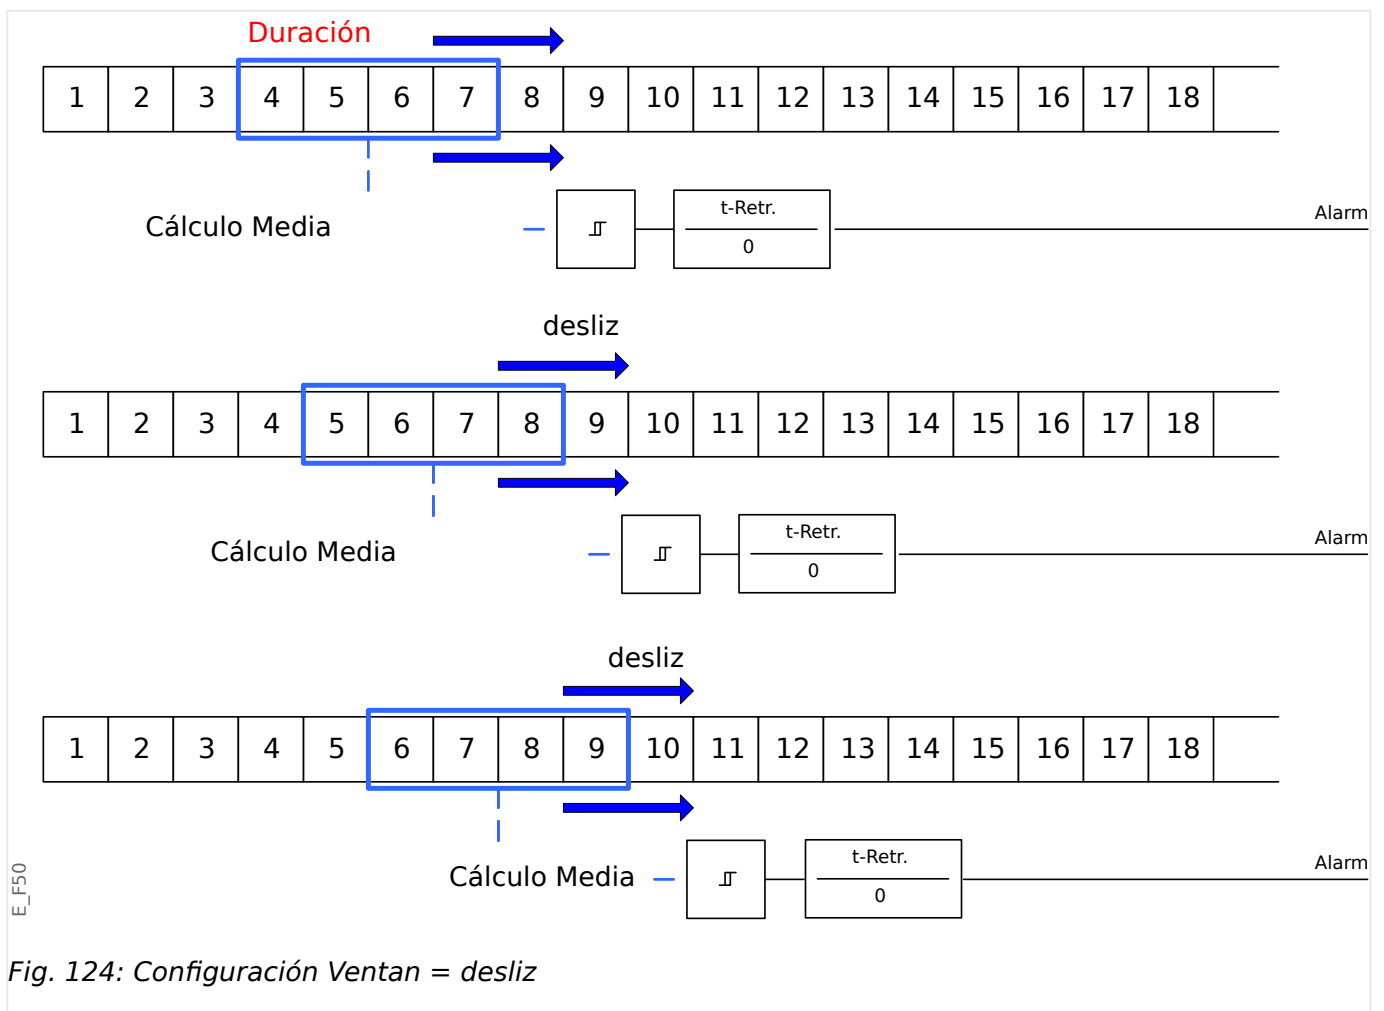 Duración
1 2 3 4 5 6 7 8 9 10 11 12 13 14 15 16 17 18
t-Retr.
Alarm
Cálculo Media
0
desliz
1 2 3 4 5 6 7 8 9 10 11 12 13 14 15 16 17 18
t-Retr.
Alarm
Cálculo Media
0
desliz
1 2 3 4 5 6 7 8 9 10 11 12 13 14 15 16 17 18
t-Retr.
Alarm
Cálculo Media
0
E_F50
Fig. 124: Configuración Ventan = desliz